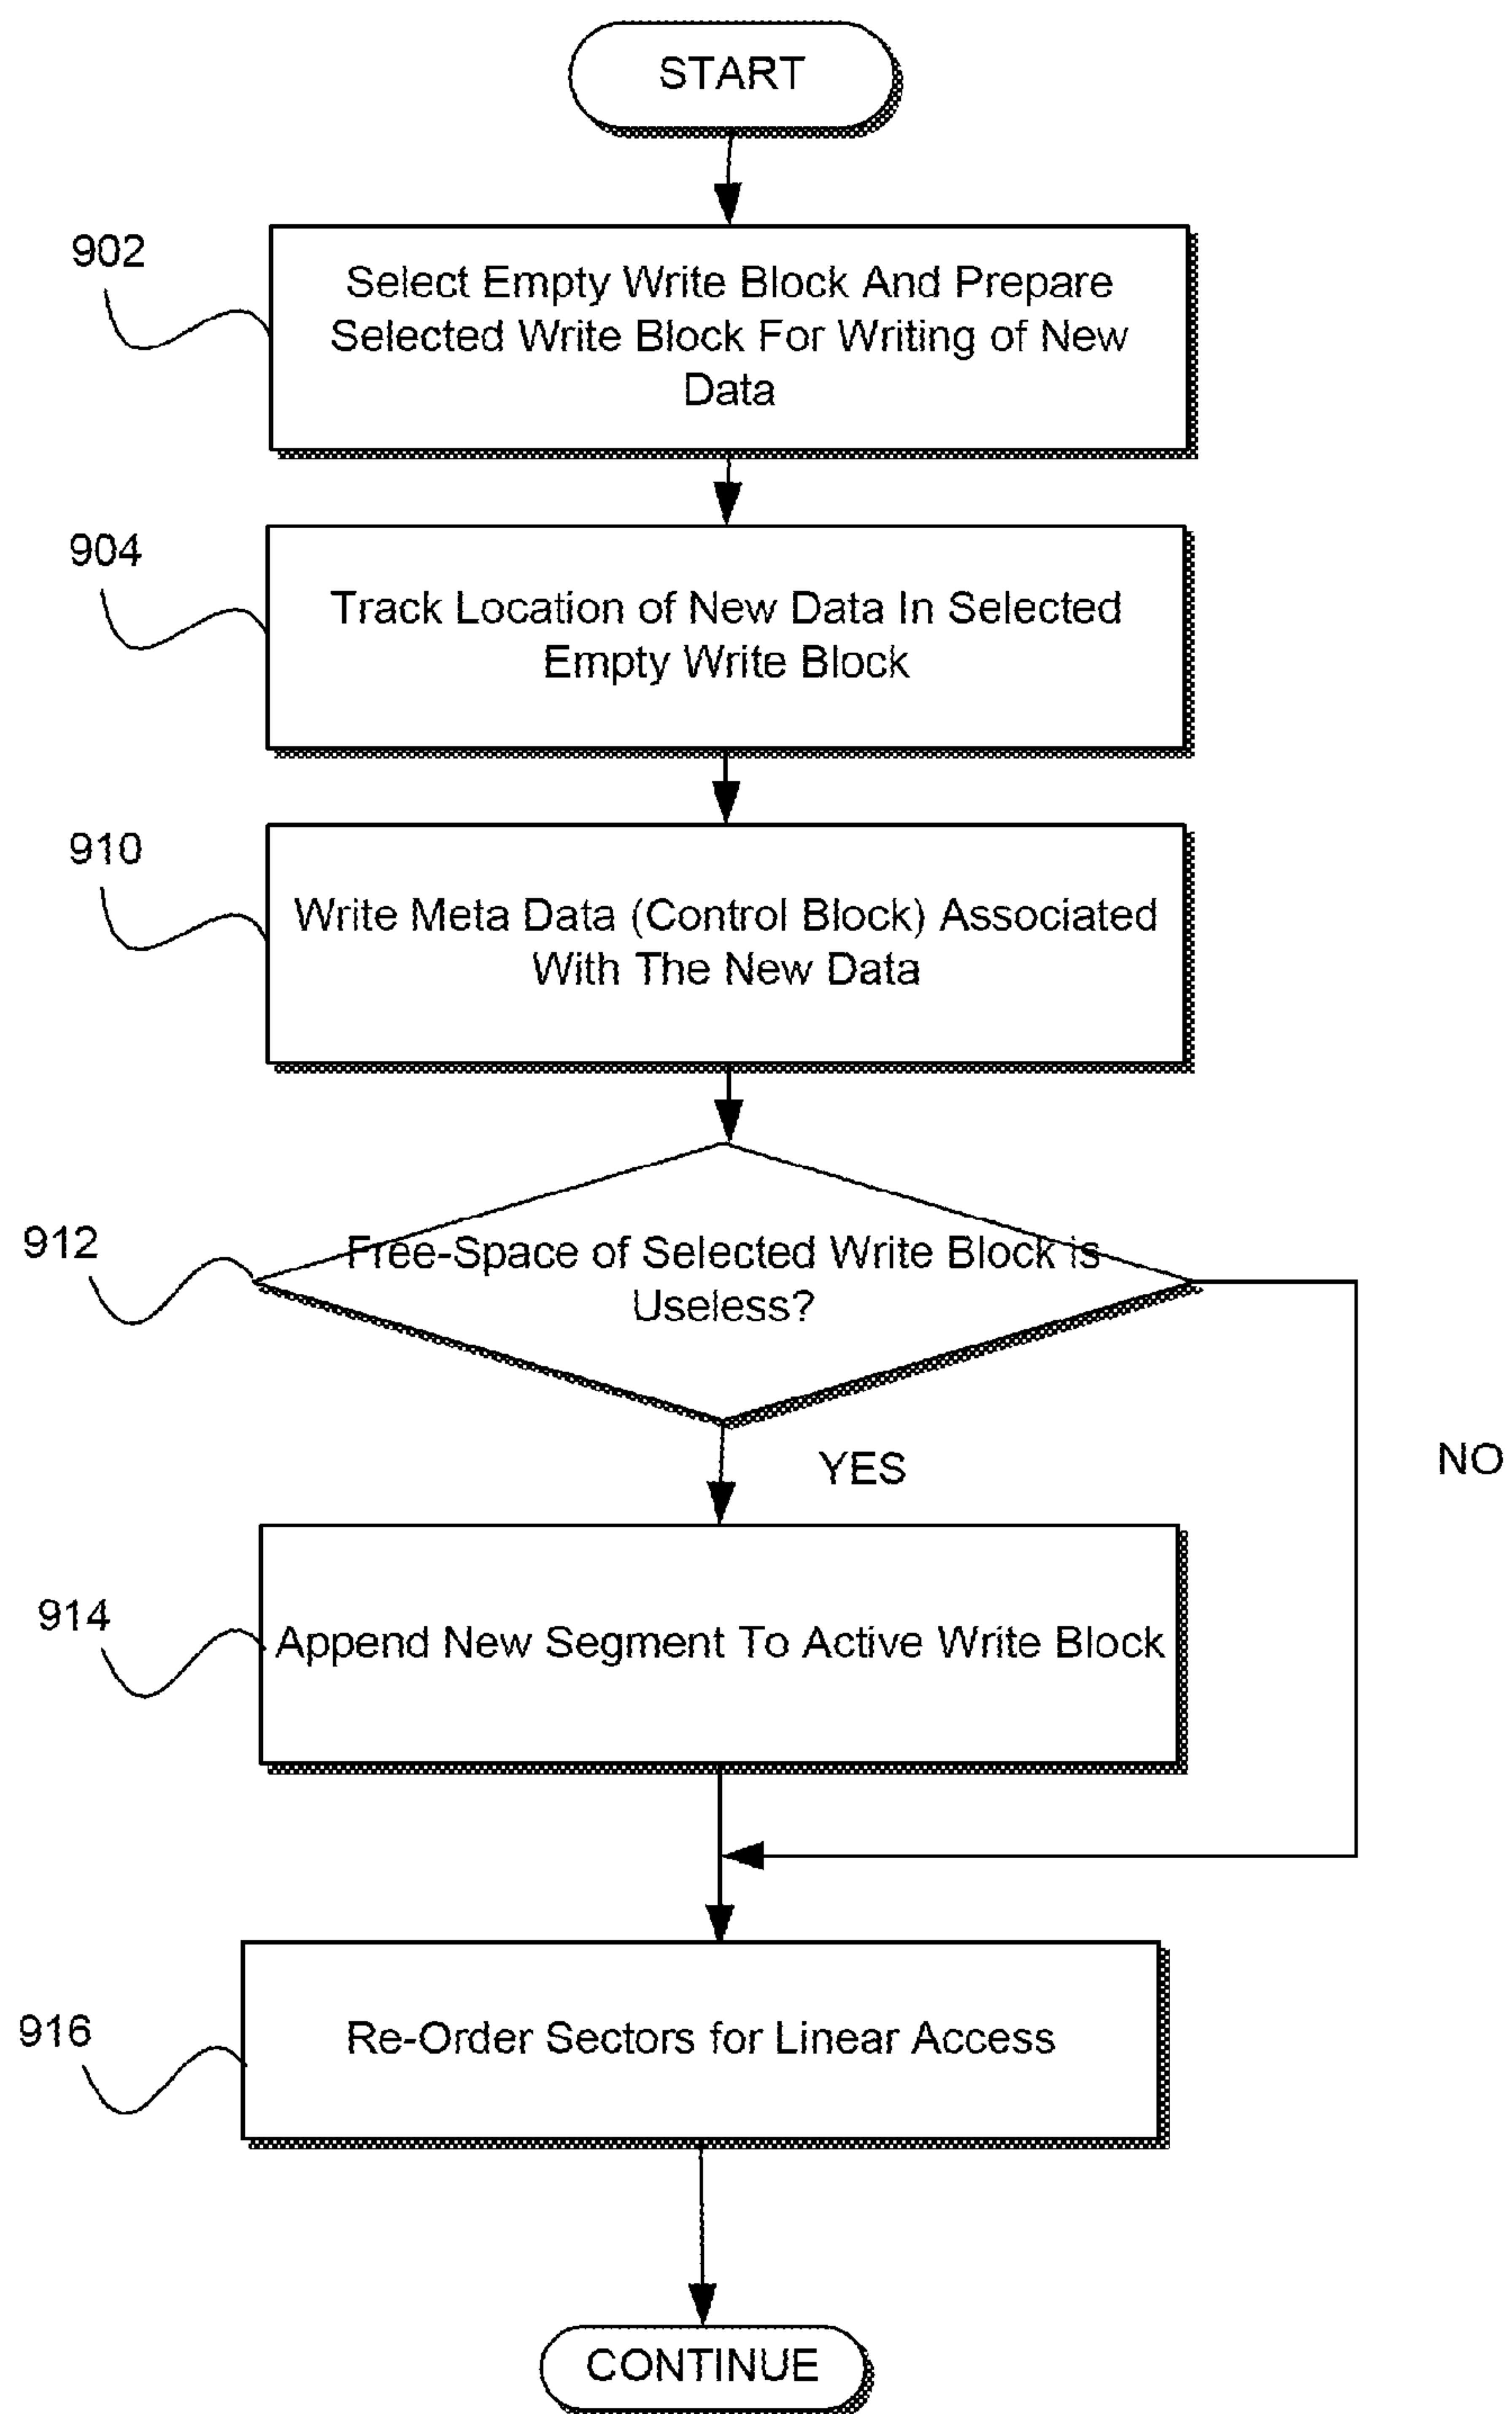 START
902
Select Empty Write Block And Prepare
Selected Write Block For Writing of New
Data
904
Track Location of New Data In Selected
Empty Write Block
910
Write Meta Data (Control Block) Associated
With The New Data
912
Free-Space of Selected Write Block is
Useless?
YES
NO
914
Append New Segment To Active Write Block
916
Re-Order Sectors for Linear Access
CONTINUE